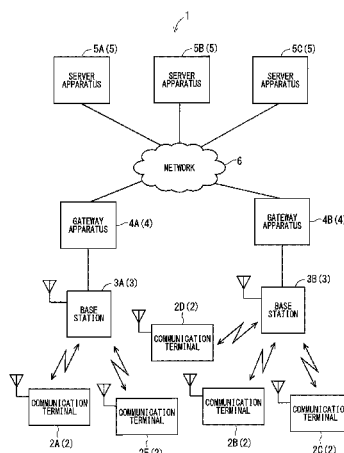 1
5A(5)
5B(5)
5C(5)
SERVER
APPARATUS
SERVER
APPARATUS
SERVER
APPARATUS
NETWORK
6
GATEWAY
APPARATUS
4A(4)
GATEWAY
APPARATUS
4B(4)
3A(3)
BASE
STATION
2D(2)
3B(3)
BASE
STATION
COMMUNICATION
TERMINAL
COMMUNICATION
TERMINAL
COMMUNICATION
TERMINAL
COMMUNICATION
TERMINAL
COMMUNICATION
TERMINAL
2A(2)
2E(2)
2B(2)
2C(2)